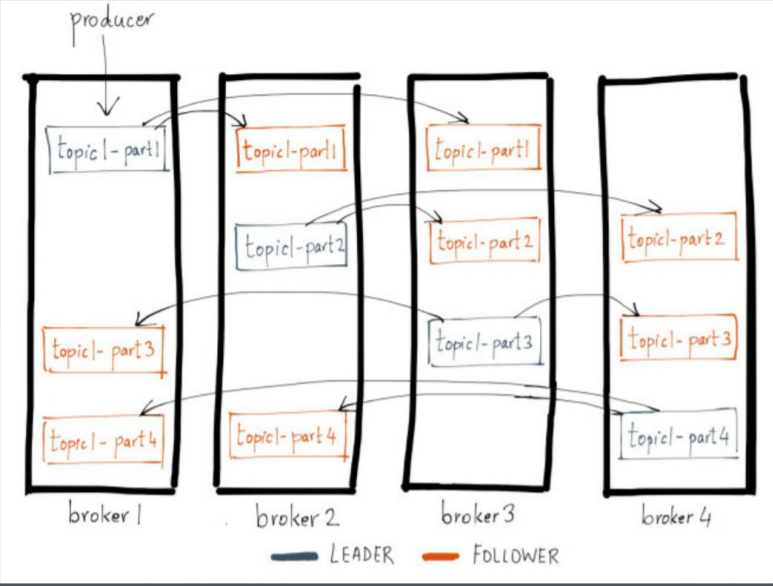 producer
topic1-part1
topic1-part1
topic1-part1
topic1-part2
topic1-part2
topic1-part2
topic1-part3
topic1-part3
topic1-part3
topic1-part4
topic1-part4
topic1-part4
broker 1
broker 2
broker 3
broker 4
LEADER
FOLLOWER